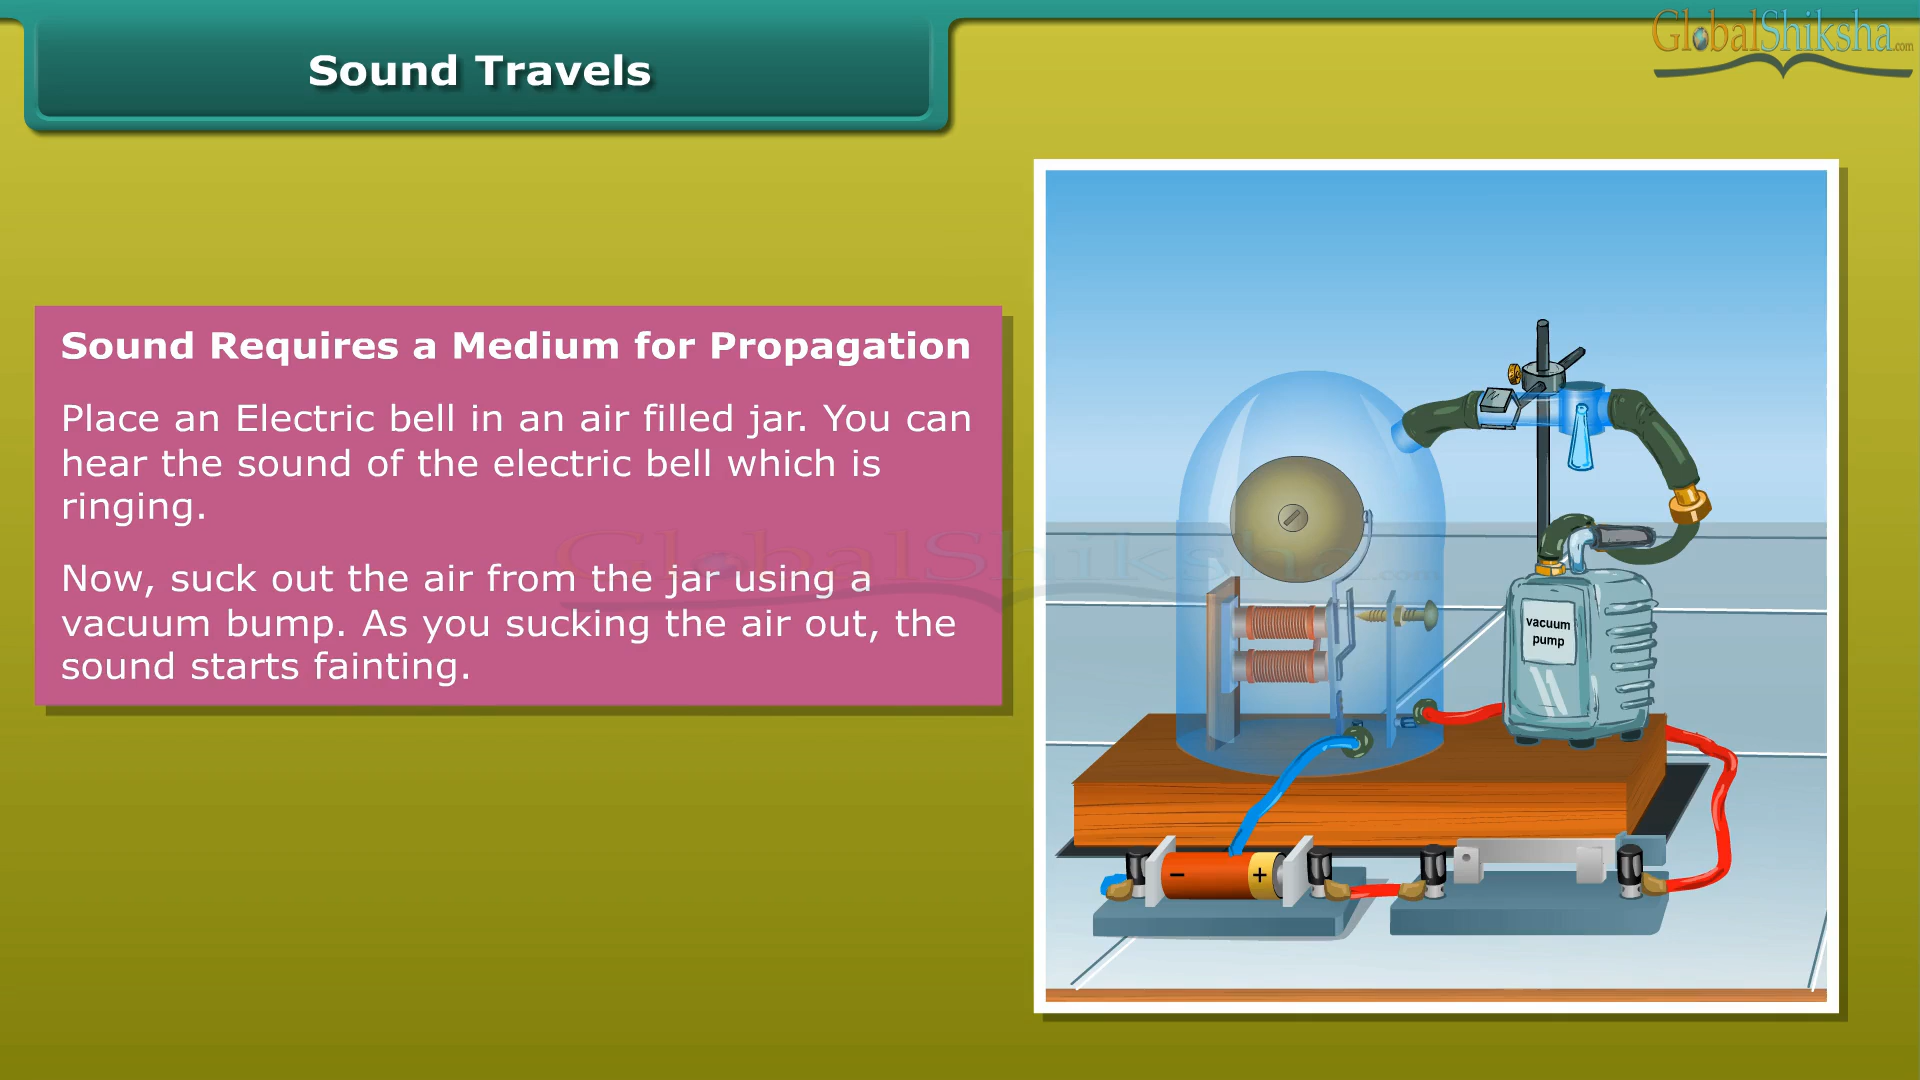 Sound Travels
GlobalShiksha.com
Sound Requires a Medium for Propagation
Place an Electric bell in an air filled jar. You can
hear the sound of the electric bell which is
ringing.
Now, suck out the air from the jar using a
vacuum bump. As you sucking the air out, the
sound starts fainting.
GlobalShiksha.com
vacuum
pump
- +